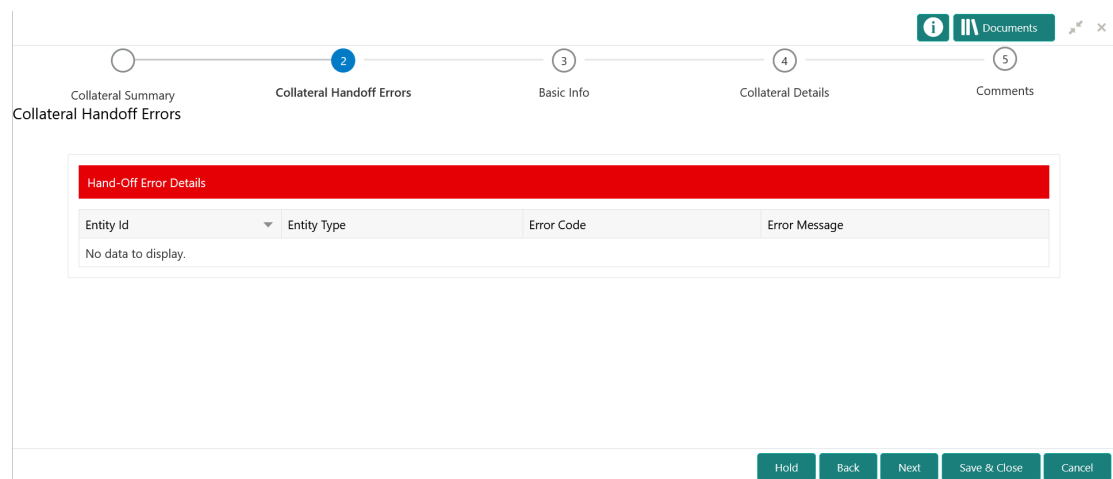 Documents
2 3 4 5
Collateral Summary Collateral Handoff Errors Basic Info Collateral Details Comments
Collateral Handoff Errors
Hand-Off Error Details
Entity Id Entity Type Error Code Error Message
No data to display.
Hold Back Next Save & Close Cancel